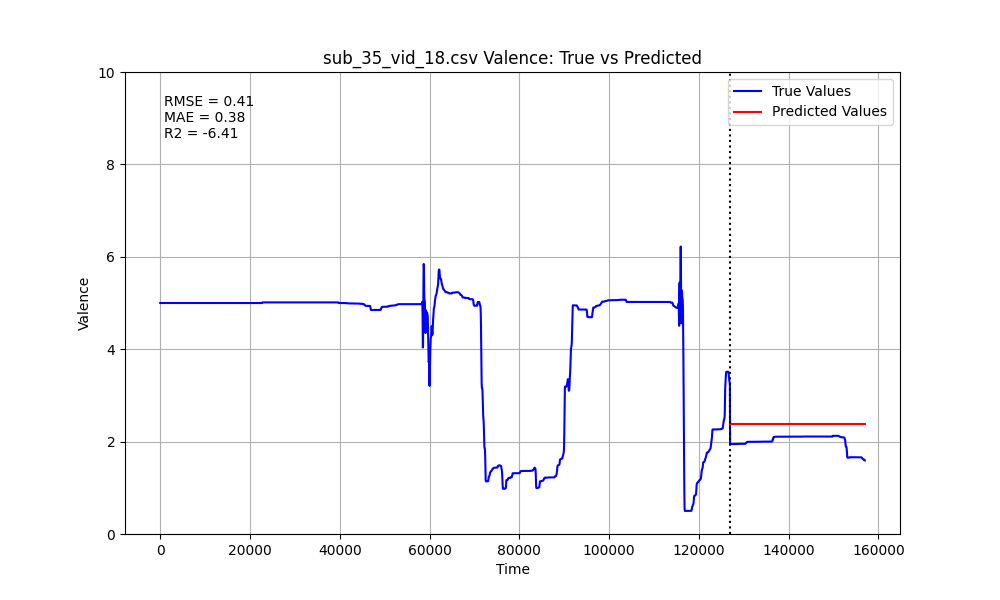 sub_35_vid_18.csv Valence: True vs Predicted
RMSE = 0.41
MAE = 0.38
R2 = -6.41
True Values
Predicted Values
Valence
10
8
6
4
2
0
0 20000 40000 60000 80000 100000 120000 140000 160000
Time